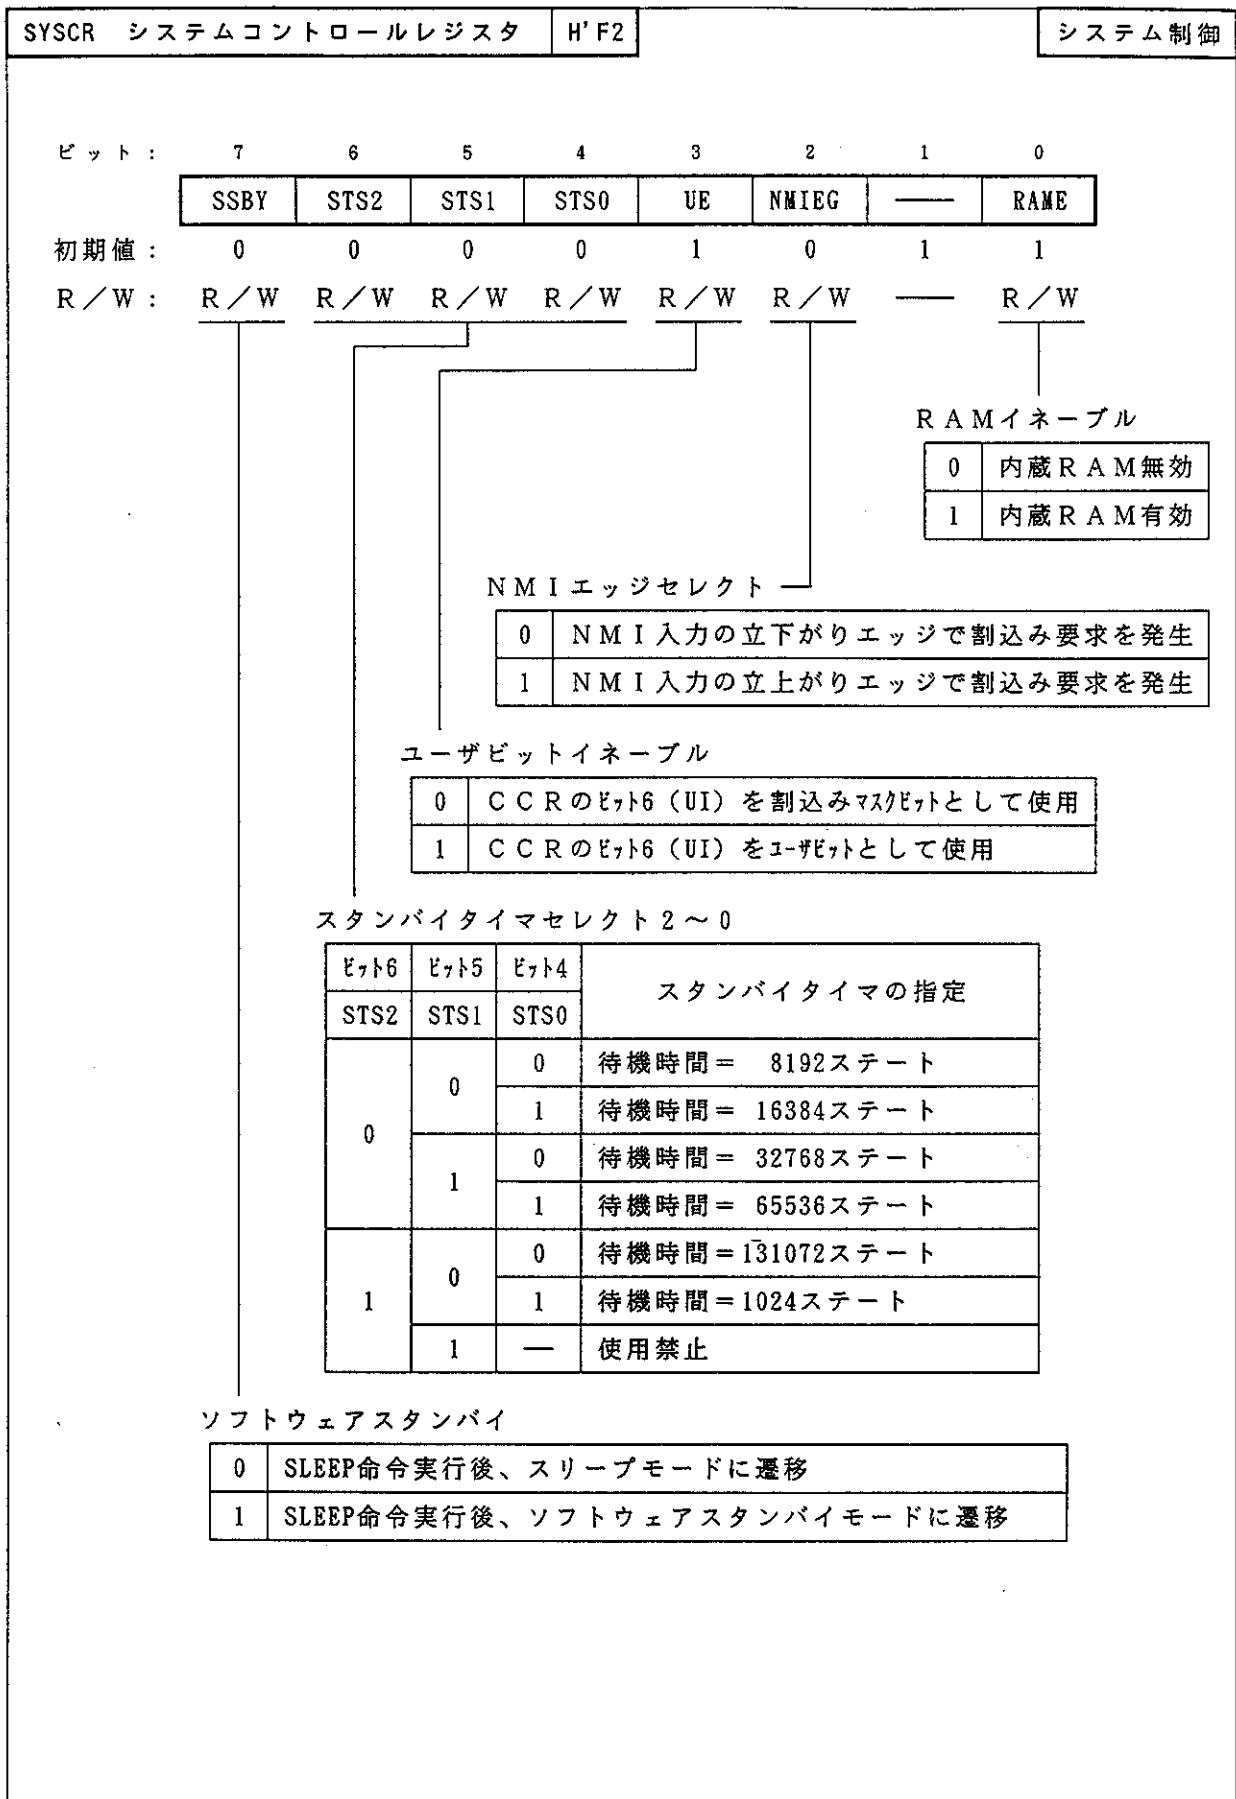 SYSCR システムコントロールレジスタ H'F2 システム制御
ビット： 7 6 5 4 3 2 1 0
SSBY STS2 STS1 STS0 UE NMIEG ― RAME
初期値： 0 0 0 0 1 0 1 1
R／W： R／W R／W R／W R／W R／W R／W ― R／W
RAMイネーブル
0 内蔵RAM無効
1 内蔵RAM有効
NMIエッジセレクト
0 NMI入力の立下がりエッジで割込み要求を発生
1 NMI入力の立上がりエッジで割込み要求を発生
ユーザビットイネーブル
0 CCRのﾋﾞｯﾄ6（UI）を割込みﾏｽｸﾋﾞｯﾄとして使用
1 CCRのﾋﾞｯﾄ6（UI）をﾕｰｻﾞﾋﾞｯﾄとして使用
スタンバイタイマセレクト2～0
ﾋﾞｯﾄ6 ﾋﾞｯﾄ5 ﾋﾞｯﾄ4 スタンバイタイマの指定
STS2 STS1 STS0
0 0 0 待機時間＝ 8192ステート
1 待機時間＝ 16384ステート
1 0 待機時間＝ 32768ステート
1 待機時間＝ 65536ステート
1 0 0 待機時間＝131072ステート
1 待機時間＝1024ステート
1 ― 使用禁止
ソフトウェアスタンバイ
0 SLEEP命令実行後、スリープモードに遷移
1 SLEEP命令実行後、ソフトウェアスタンバイモードに遷移